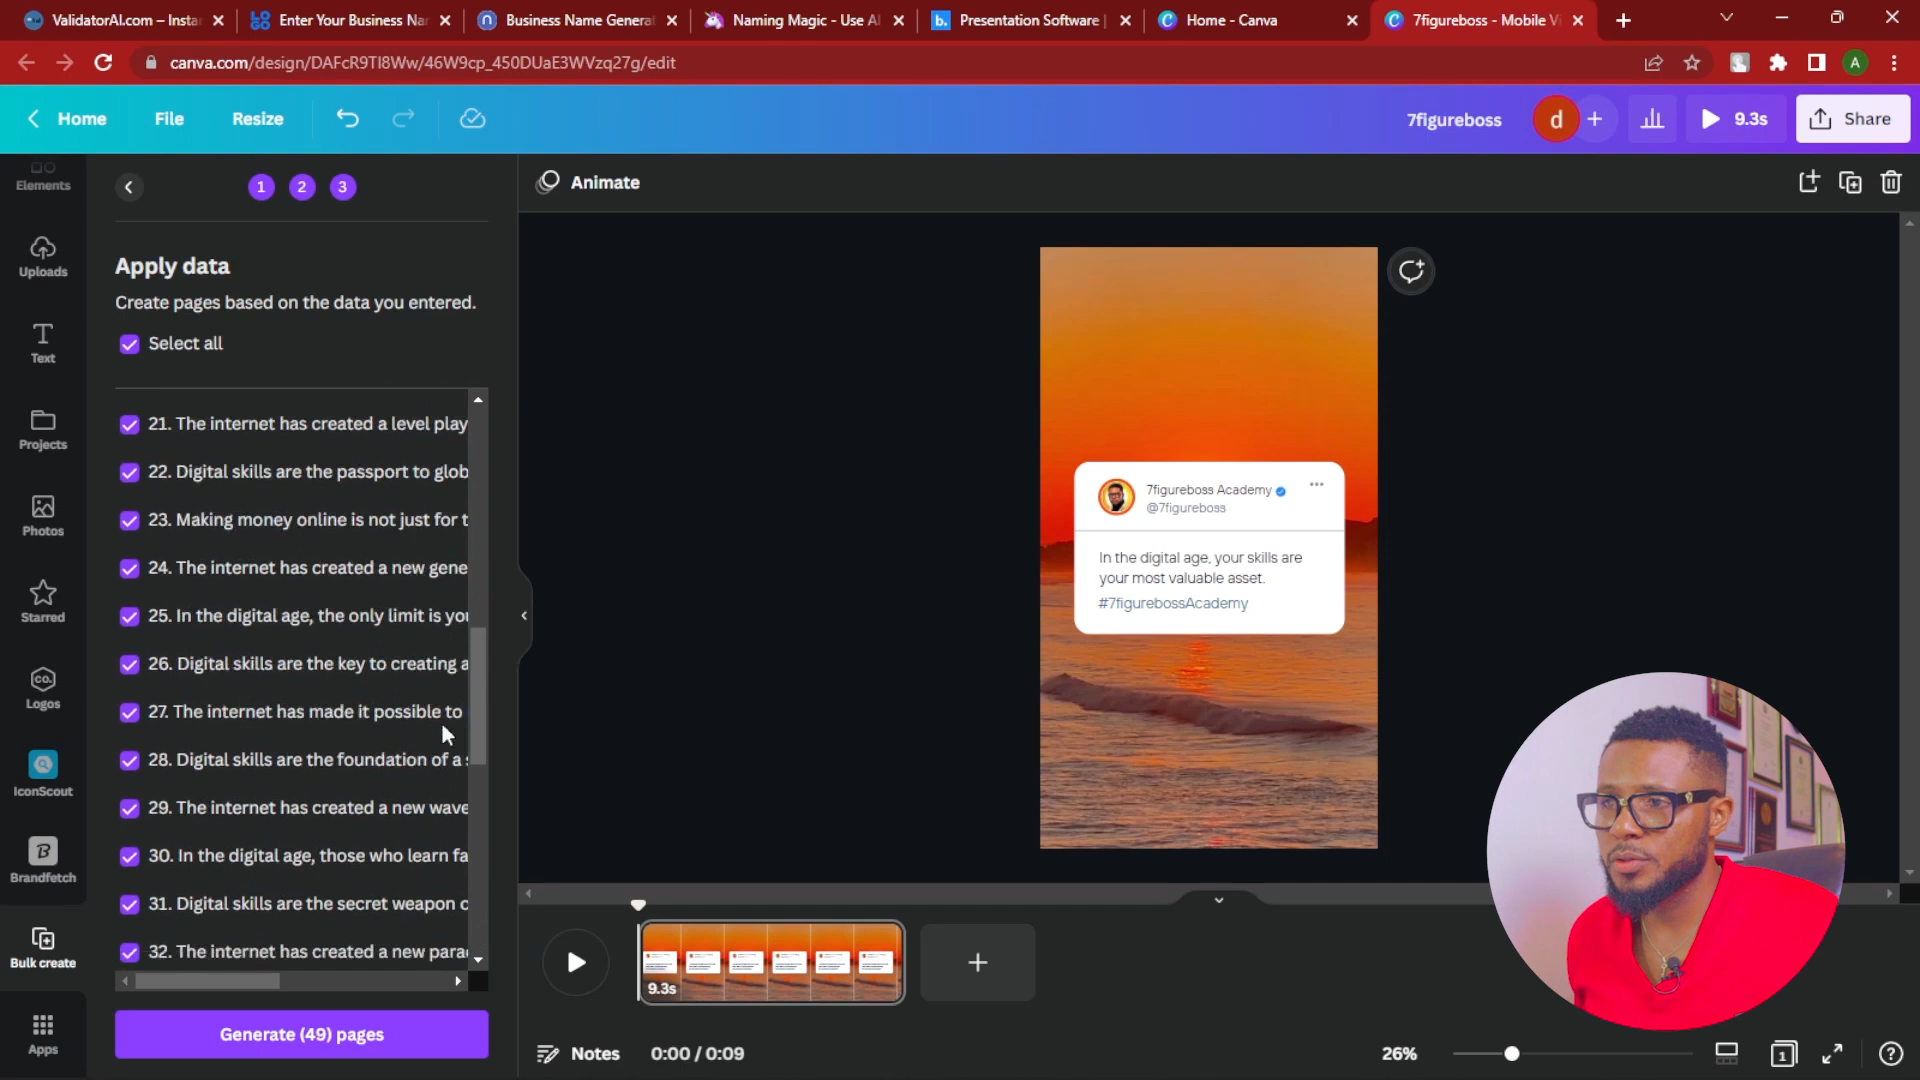 ValidatorAI.com – Insta
Enter Your Business Na
Business Name Genera
Naming Magic - Use A
Presentation Software |
Home - Canva
7figureboss - Mobile Vi
canva.com/design/DAFcR9TI8Ww/46W9cp_450DUaE3WVzq27g/edit
A
Home
File
Resize
7figureboss
d
9.3s
Share
Elements
Uploads
Text
Projects
Photos
Starred
CO.
Logos
IconScout
Brandfetch
Bulk create
Apps
1 2 3
Apply data
Create pages based on the data you entered.
Select all
21. The internet has created a level play
22. Digital skills are the passport to glob
23. Making money online is not just for t
24. The internet has created a new gene
25. In the digital age, the only limit is you
26. Digital skills are the key to creating a
27. The internet has made it possible to
28. Digital skills are the foundation of a s
29. The internet has created a new wave
30. In the digital age, those who learn fa
31. Digital skills are the secret weapon o
32. The internet has created a new para
Generate (49) pages
Animate
7figureboss Academy
@7figureboss
In the digital age, your skills are
your most valuable asset.
#7figurebossAcademy
9.3s
Notes
0:00 / 0:09
26%
1